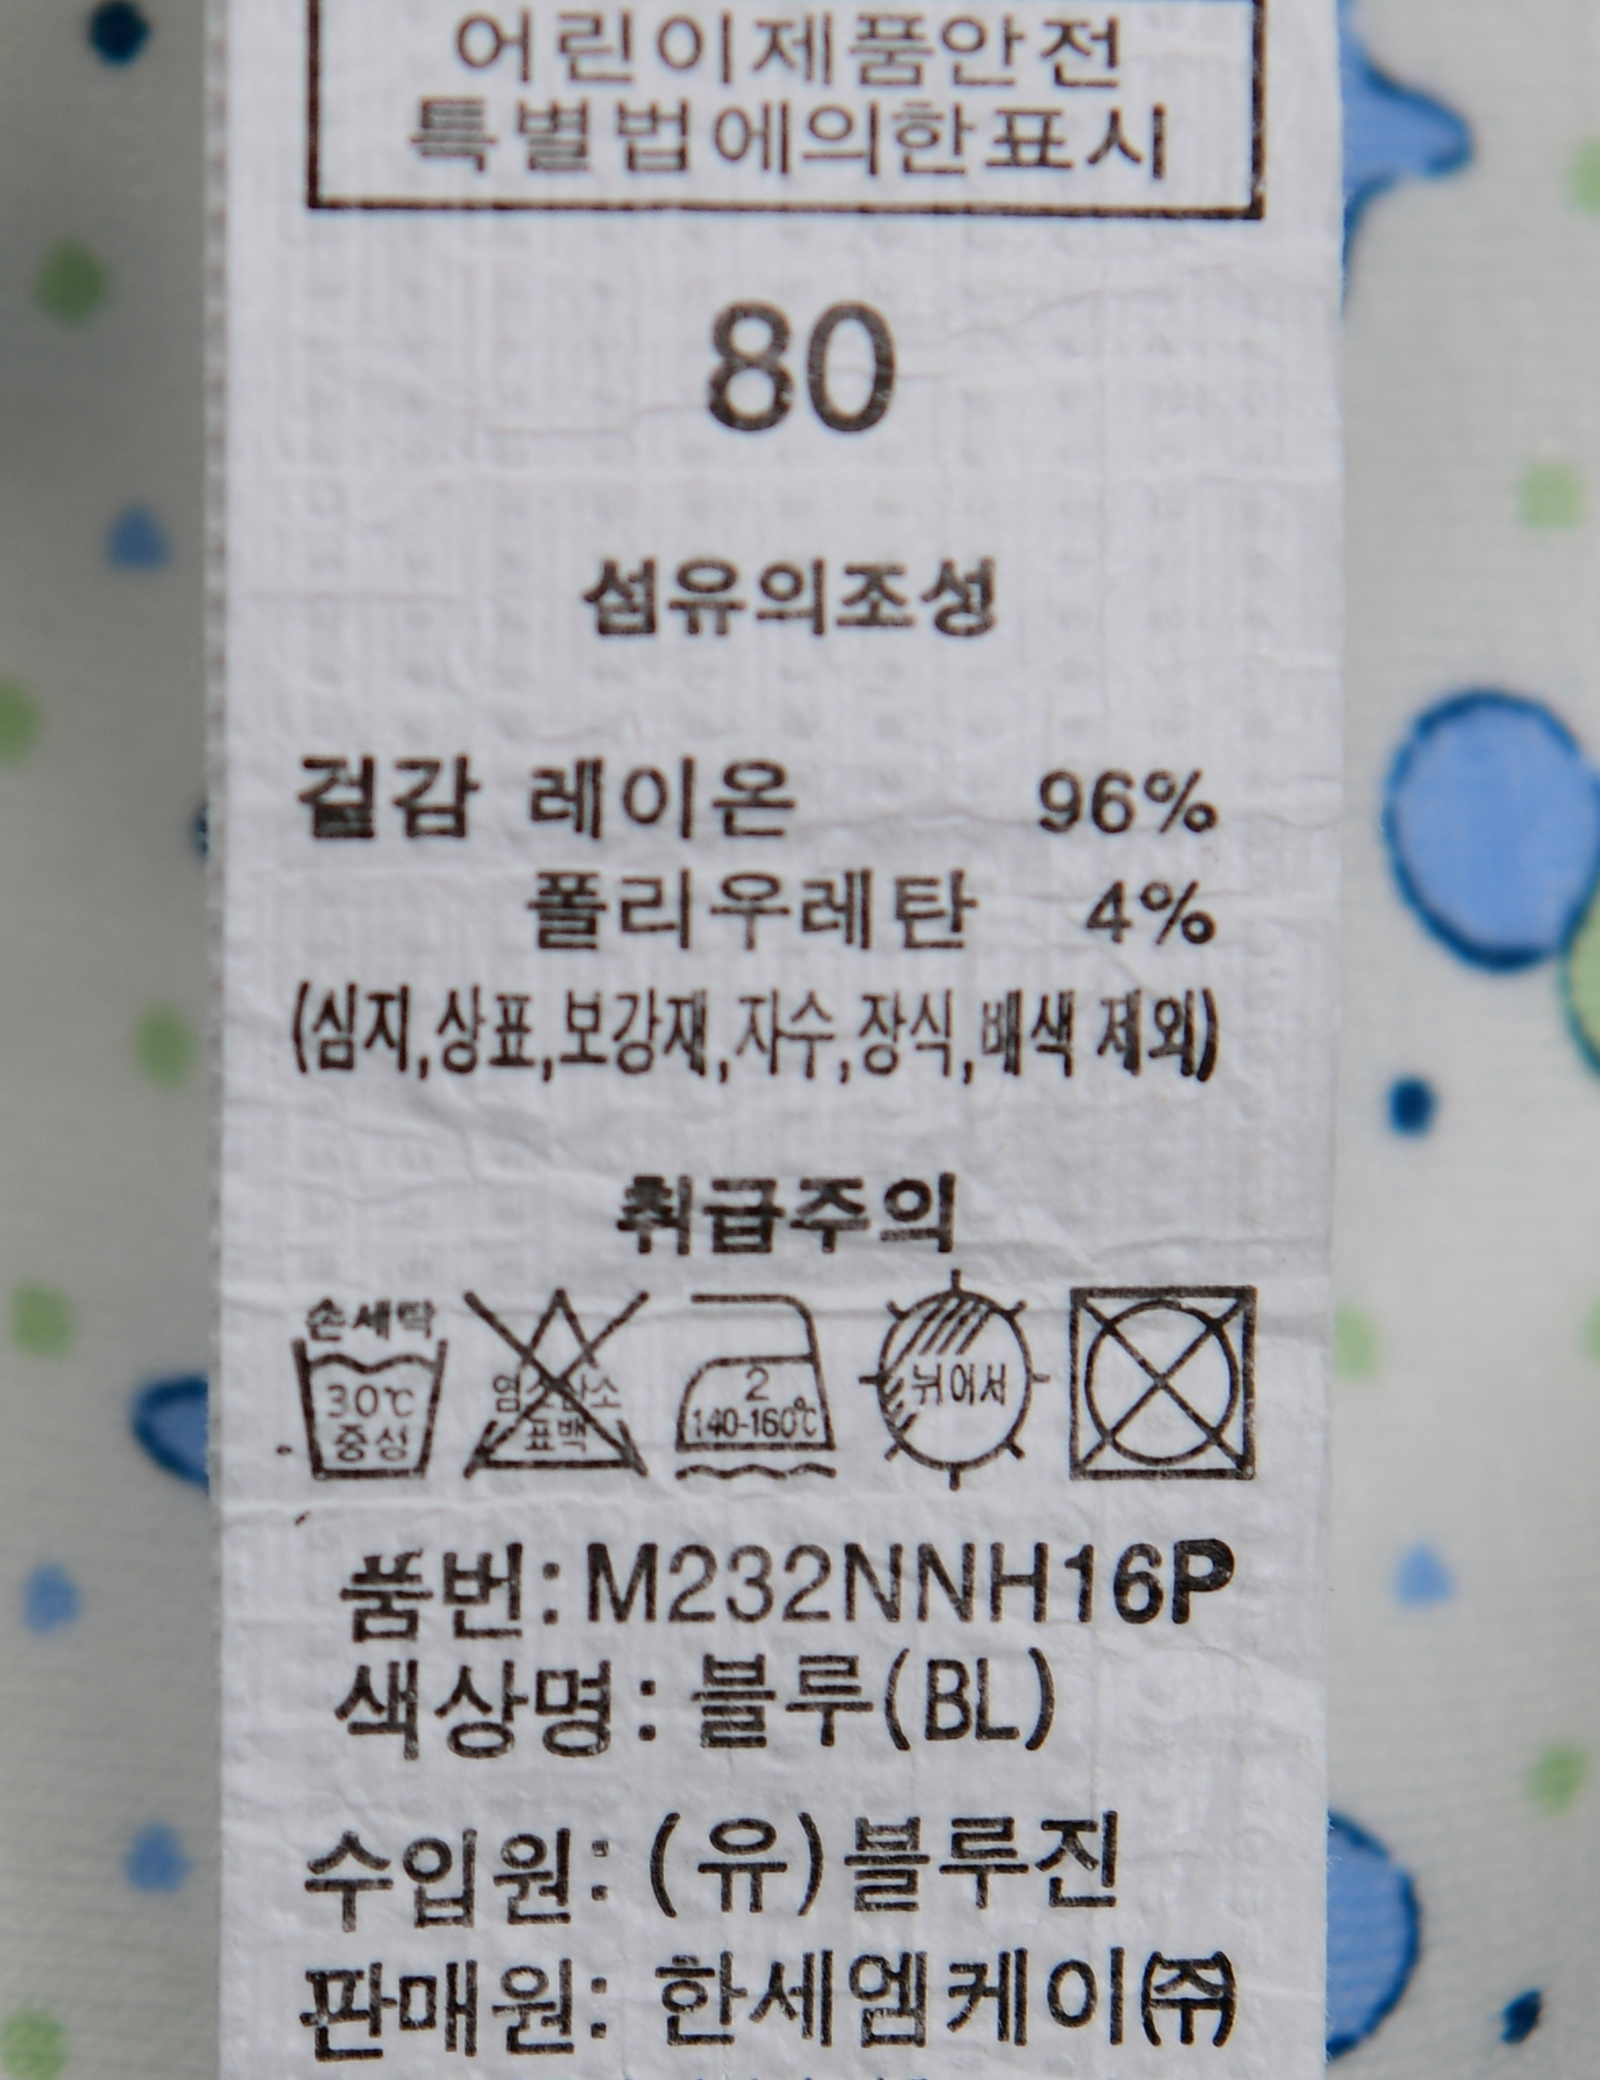 어린이제품안전
특별법에의한표시
80
섬유의조성
겉감 레이온 96%
폴리우레탄 4%
(심지,상표,보강재,자수,장식,배색 제외)
취급주의
손세탁
30℃
중성
염소산소
표백
2
140-160℃
뉘어서
품번:M232NNH16P
색상명:블루(BL)
수입원:(유)블루진
판매원:한세엠케이㈜